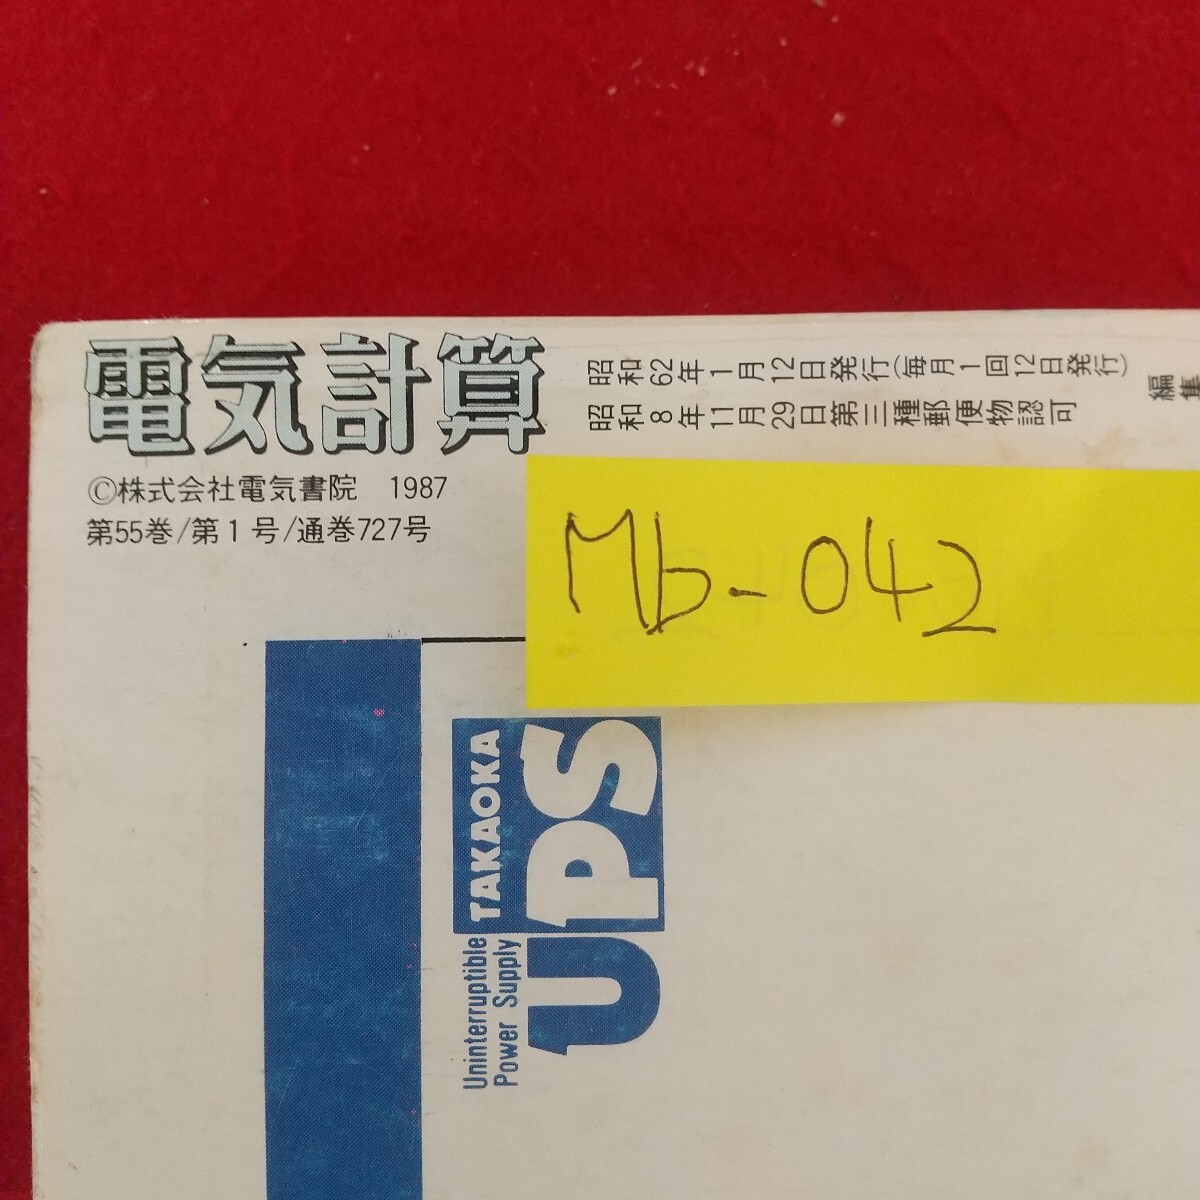 電気計算
©株式会社電気書院　1987
第55巻/第1号/通巻727号
昭和62年1月12日発行(毎月1回12日発行)
昭和8年11月29日第三種郵便物認可
編集
Mb-042
TAKAOKA
UPS
Uninterruptible
Power Supply